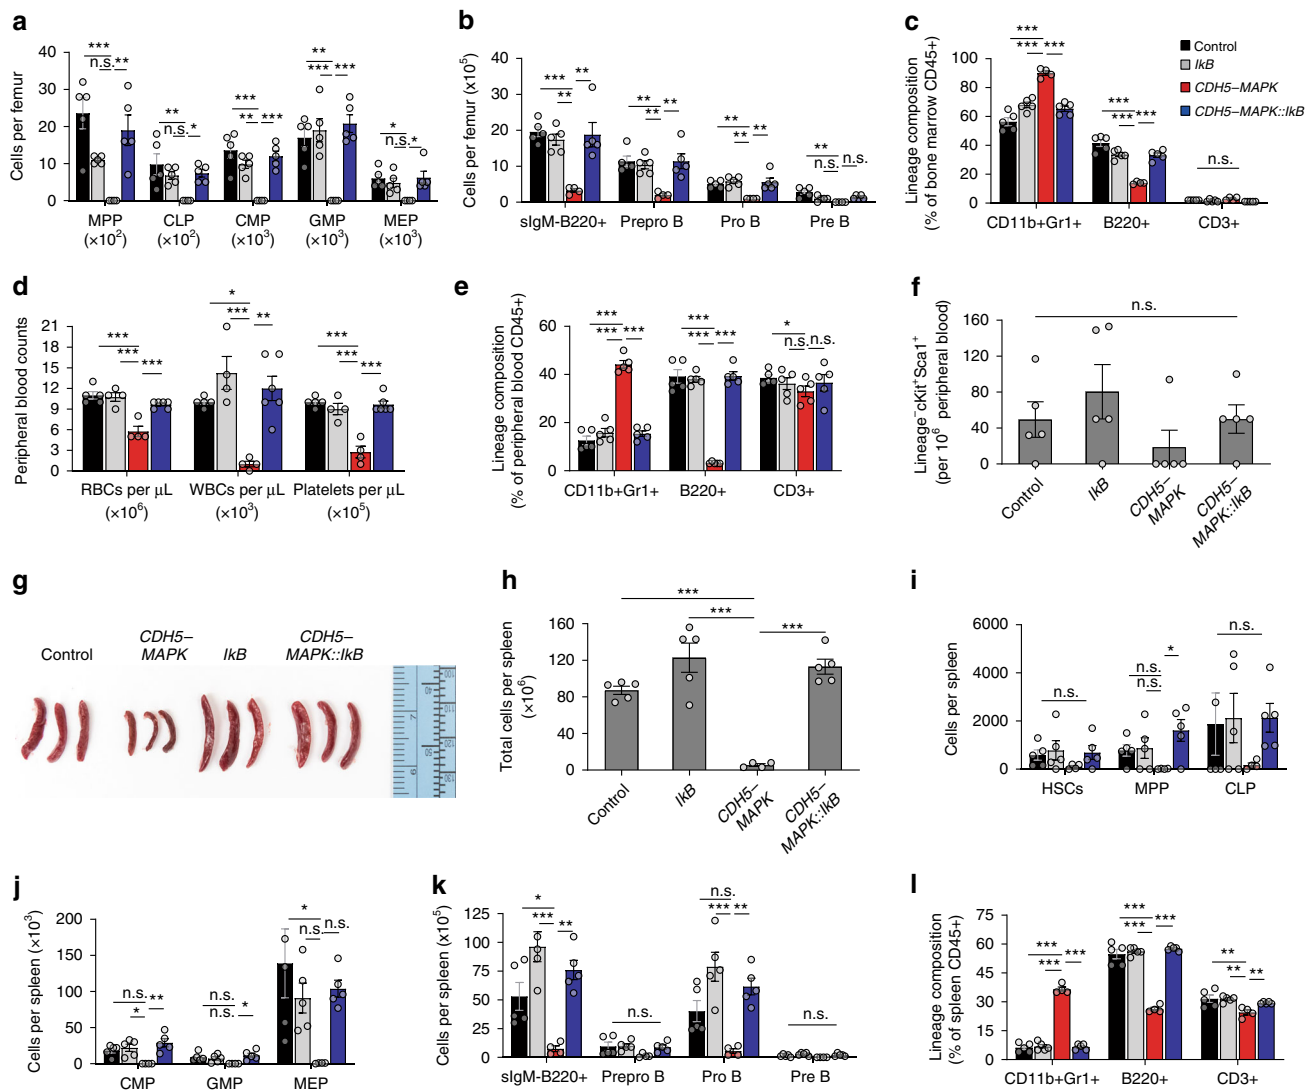 a
Cells per femur
40
30
20
10
0
***
n.s.
**
**
n.s.
*
***
**
***
**
***
***
*
n.s.
*
MPP
(×10²)
CLP
(×10²)
CMP
(×10³)
GMP
(×10³)
MEP
(×10³)
b
Cells per femur (x10⁵)
40
30
20
10
0
***
**
**
**
**
**
**
**
**
**
n.s.
n.s.
sIgM-B220+
Prepro B
Pro B
Pre B
c
Lineage composition
(% of bone marrow CD45+)
100
80
60
40
20
0
***
***
***
***
***
***
n.s.
CD11b+Gr1+
B220+
CD3+
Control
IkB
CDH5–MAPK
CDH5–MAPK::IkB
d
Peripheral blood counts
21
18
15
12
9
6
3
0
***
***
***
*
***
**
***
***
***
RBCs per µL
(×10⁶)
WBCs per µL
(×10³)
Platelets per µL
(×10⁵)
e
Lineage composition
(% of peripheral blood CD45+)
60
40
20
0
***
***
***
***
***
***
*
n.s.
n.s.
CD11b+Gr1+
B220+
CD3+
f
Lineage⁻cKit⁺Sca1⁺
(per 10⁶ peripheral blood)
160
120
80
40
0
n.s.
Control
IkB
CDH5–
MAPK
CDH5–
MAPK::IkB
g
Control
CDH5–
MAPK
IkB
CDH5–
MAPK::IkB
h
Total cells per spleen
(×10⁶)
160
120
80
40
0
***
***
***
Control
IkB
CDH5–
MAPK
CDH5–
MAPK::IkB
i
Cells per spleen
6000
4000
2000
0
n.s.
n.s.
n.s.
*
n.s.
HSCs
MPP
CLP
j
Cells per spleen (×10³)
200
150
100
50
0
n.s.
*
**
n.s.
n.s.
*
*
n.s.
n.s.
CMP
GMP
MEP
k
Cells per spleen (x10⁵)
125
100
75
50
25
0
*
***
**
n.s.
n.s.
***
**
n.s.
sIgM-B220+
Prepro B
Pro B
Pre B
l
Lineage composition
(% of spleen CD45+)
75
60
45
30
15
0
***
***
***
***
***
***
**
**
**
CD11b+Gr1+
B220+
CD3+